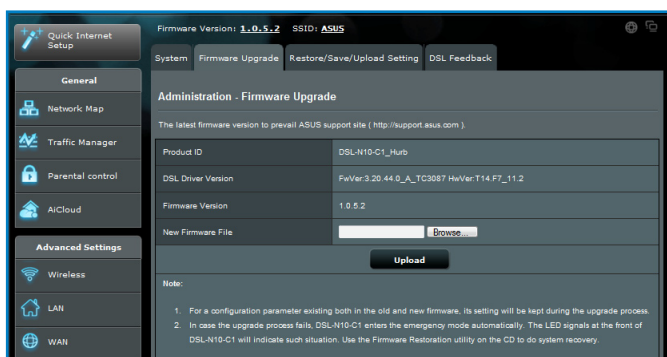 Quick Internet
Setup
Firmware Version: 1.0.5.2 SSID: ASUS
System Firmware Upgrade Restore/Save/Upload Setting DSL Feedback
General
Network Map
Traffic Manager
Parental control
AiCloud
Advanced Settings
Wireless
LAN
WAN
Administration - Firmware Upgrade
The latest firmware version to prevail ASUS support site ( http://support.asus.com ).
Product ID DSL-N10-C1_Hurb
DSL Driver Version FwVer:3.20.44.0_A_TC3087 HwVer:T14.F7_11.2
Firmware Version 1.0.5.2
New Firmware File Browse...
Upload
Note:
1. For a configuration parameter existing both in the old and new firmware, its setting will be kept during the upgrade process.
2. In case the upgrade process fails, DSL-N10-C1 enters the emergency mode automatically. The LED signals at the front of
DSL-N10-C1 will indicate such situation. Use the Firmware Restoration utility on the CD to do system recovery.